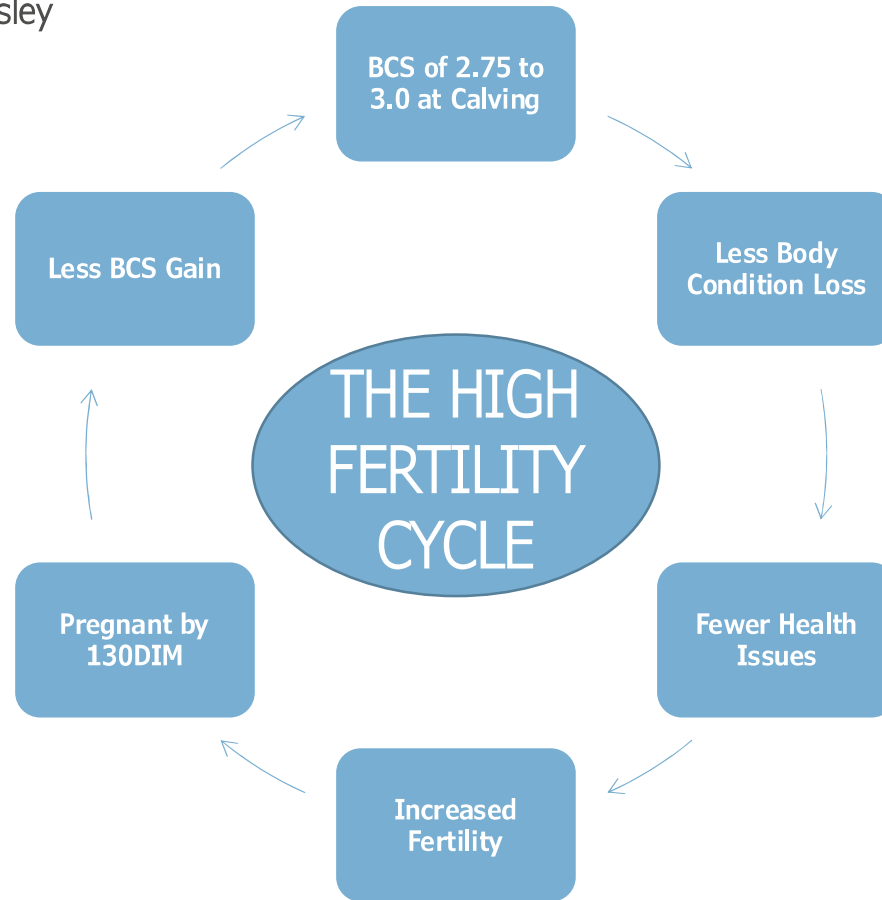 sley
BCS of 2.75 to
3.0 at Calving
Less Body
Condition Loss
Fewer Health
Issues
Increased
Fertility
Pregnant by
130DIM
Less BCS Gain
THE HIGH
FERTILITY
CYCLE